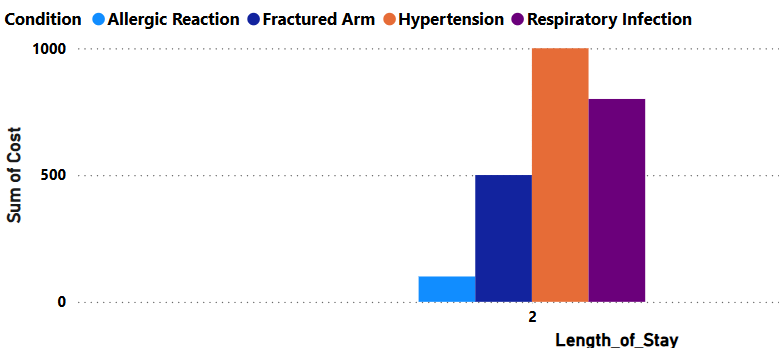 Condition Allergic Reaction Fractured Arm Hypertension Respiratory Infection
1000
500
0
Sum of Cost
2
Length_of_Stay